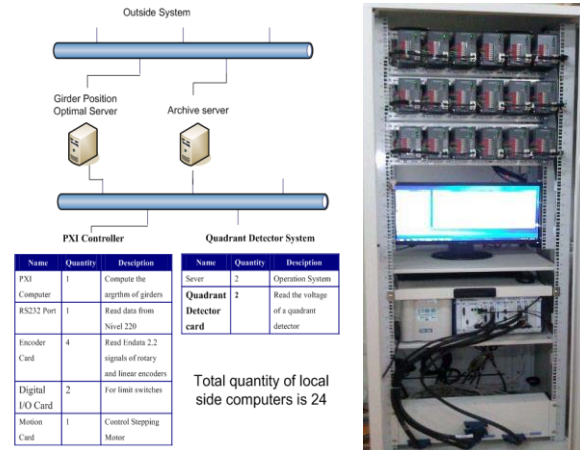 Outside System
Girder Position
Optimal Server
Archive server
PXI Controller
Quadrant Detector System
Name Quantity Desciption
PXI
Computer 1 Compute the
argrthm of girders
RS232 Port 1 Read data from
Nivel 220
Encoder
Card 4 Read Endata 2.2
signals of rotary
and linear encoders
Digital
I/O Card 2 For limit switches
Motion
Card 1 Control Stepping
Motor
Name Quantity Desciption
Sever 2 Operation System
Quadrant
Detector
card 2 Read the voltage
of a quadrant
detector
Total quantity of local
side computers is 24